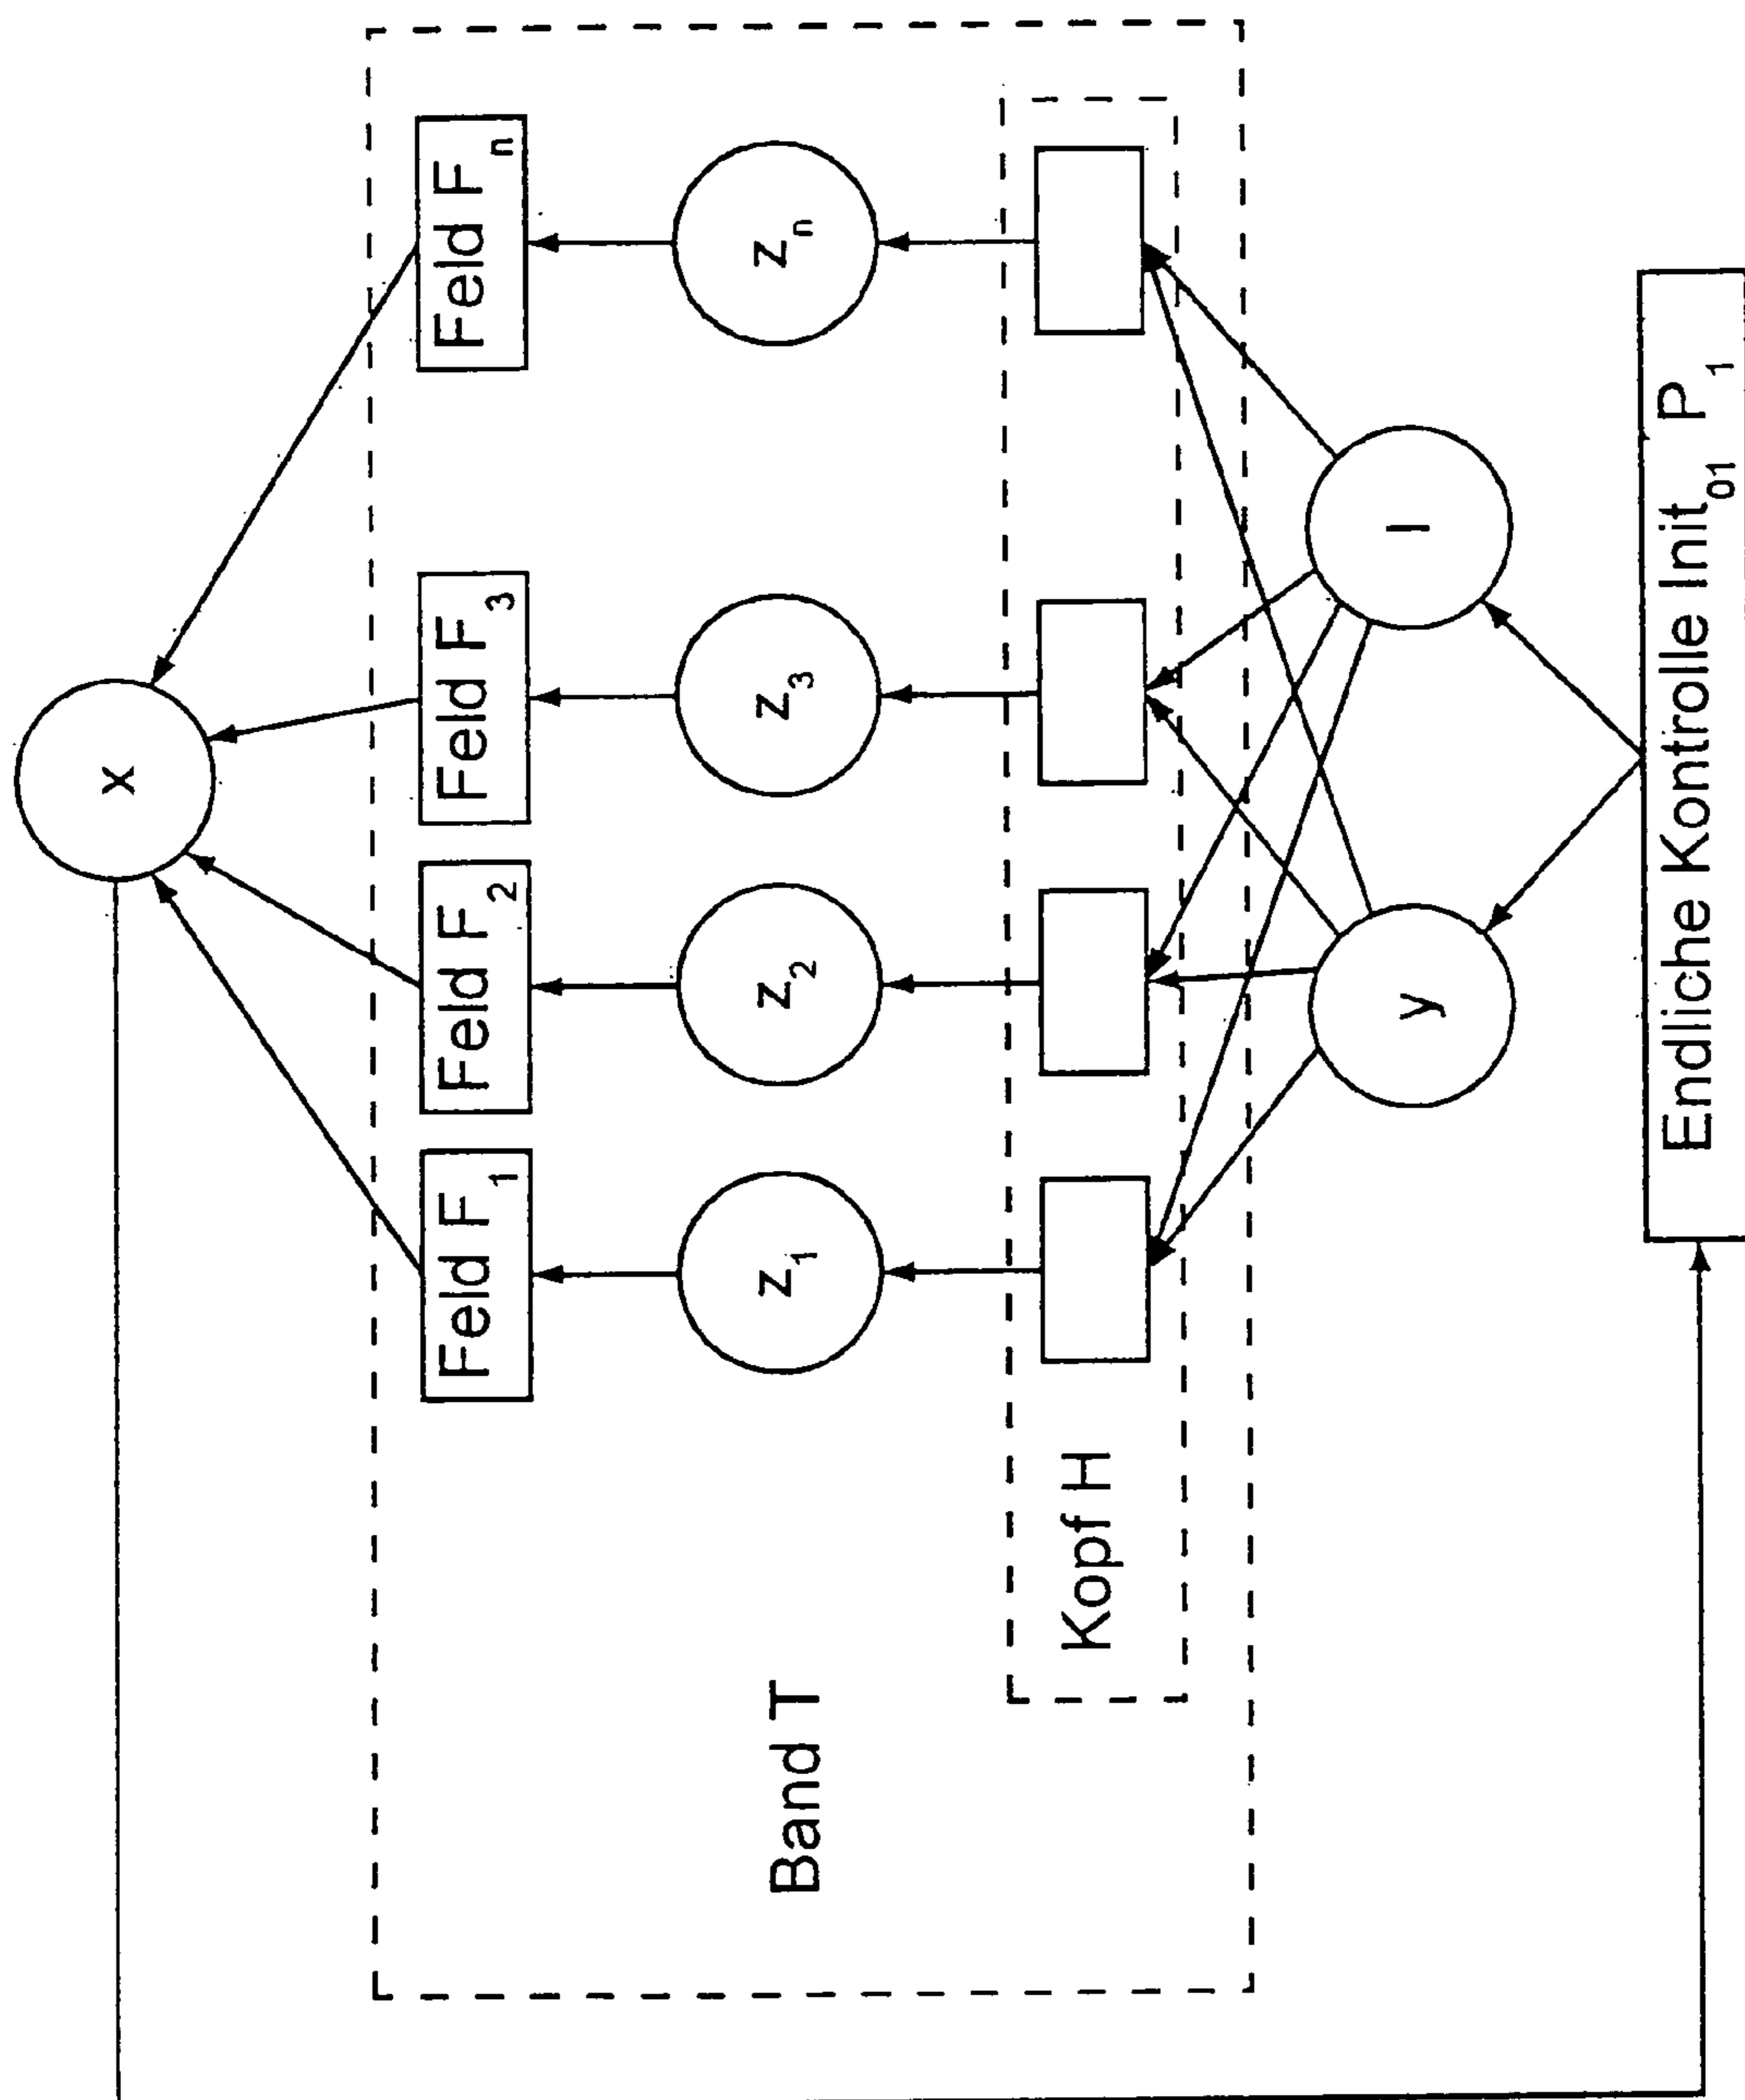 x
Feld F₁
Feld F₂
Feld F₃
Feld Fₙ
z₁
z₂
z₃
zₙ
Band T
Kopf H
y
I
Endliche Kontrolle Init₀₁ P₁